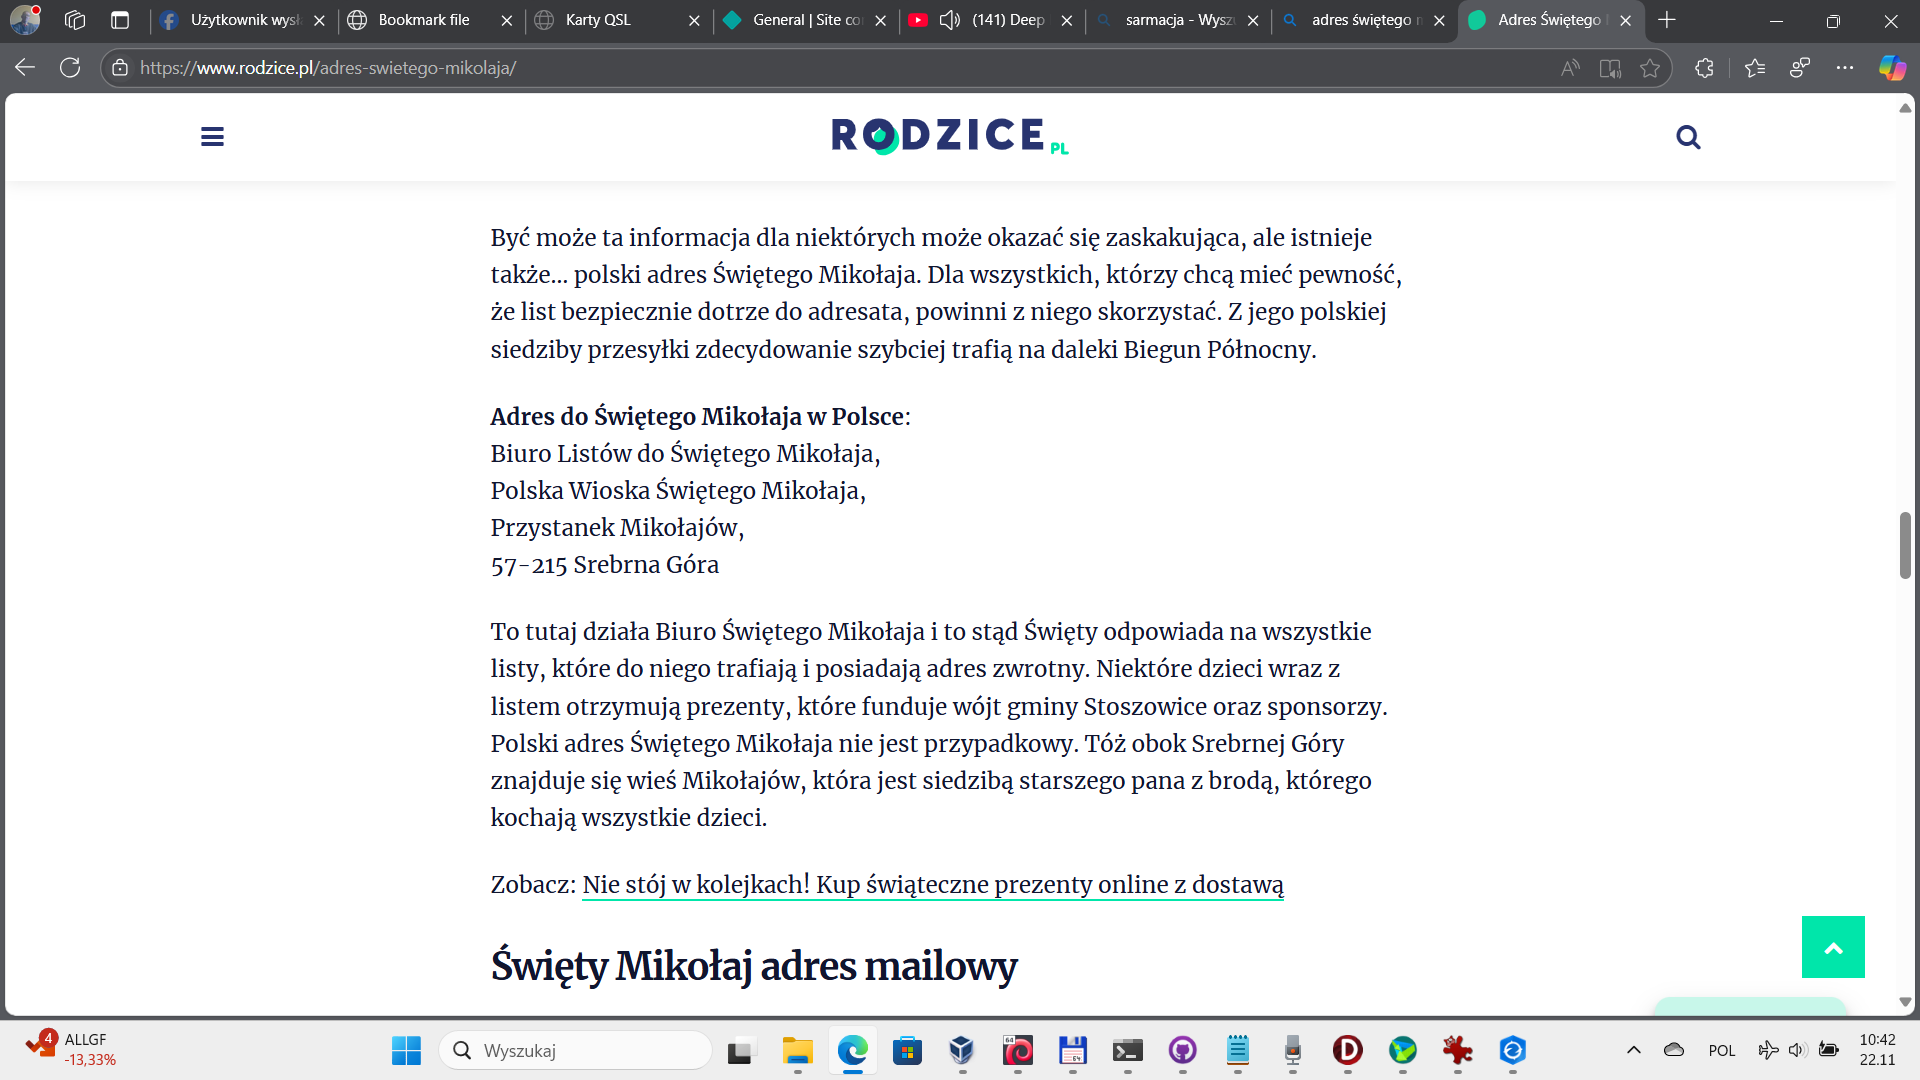 Użytkownik wysł
Bookmark file
Karty QSL
General | Site co
(141) Deep
sarmacja - Wysz
adres świętego m
Adres Świętego
https://www.rodzice.pl/adres-swietego-mikolaja/
RODZICE.PL
Być może ta informacja dla niektórych może okazać się zaskakująca, ale istnieje
także... polski adres Świętego Mikołaja. Dla wszystkich, którzy chcą mieć pewność,
że list bezpiecznie dotrze do adresata, powinni z niego skorzystać. Z jego polskiej
siedziby przesyłki zdecydowanie szybciej trafią na daleki Biegun Północny.
Adres do Świętego Mikołaja w Polsce:
Biuro Listów do Świętego Mikołaja,
Polska Wioska Świętego Mikołaja,
Przystanek Mikołajów,
57-215 Srebrna Góra
To tutaj działa Biuro Świętego Mikołaja i to stąd Święty odpowiada na wszystkie
listy, które do niego trafiają i posiadają adres zwrotny. Niektóre dzieci wraz z
listem otrzymują prezenty, które funduje wójt gminy Stoszowice oraz sponsorzy.
Polski adres Świętego Mikołaja nie jest przypadkowy. Tóż obok Srebrnej Góry
znajduje się wieś Mikołajów, która jest siedzibą starszego pana z brodą, którego
kochają wszystkie dzieci.
Zobacz: Nie stój w kolejkach! Kup świąteczne prezenty online z dostawą
Święty Mikołaj adres mailowy
4
ALLGF
-13,33%
Wyszukaj
64
64
D
POL
10:42
22.11